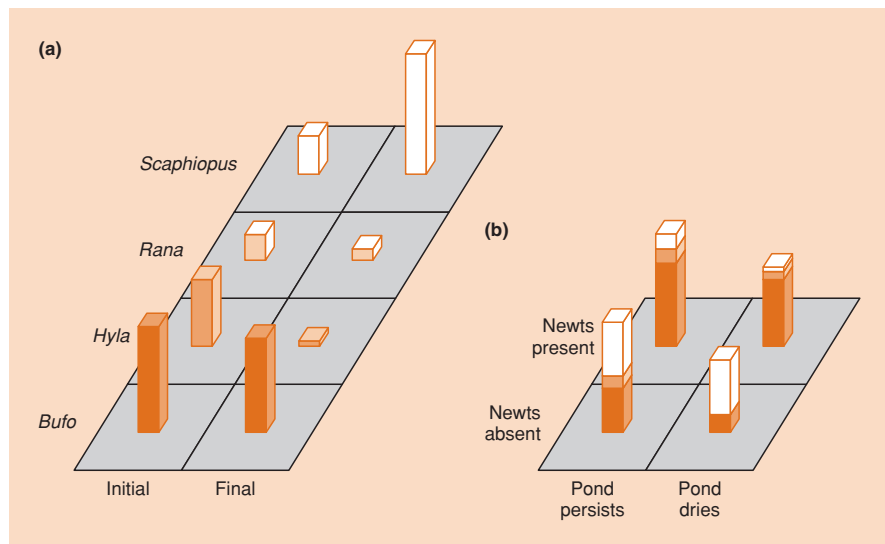 (a)
Scaphiopus
Rana
Hyla
Bufo
Initial
Final
(b)
Newts
present
Newts
absent
Pond
persists
Pond
dries